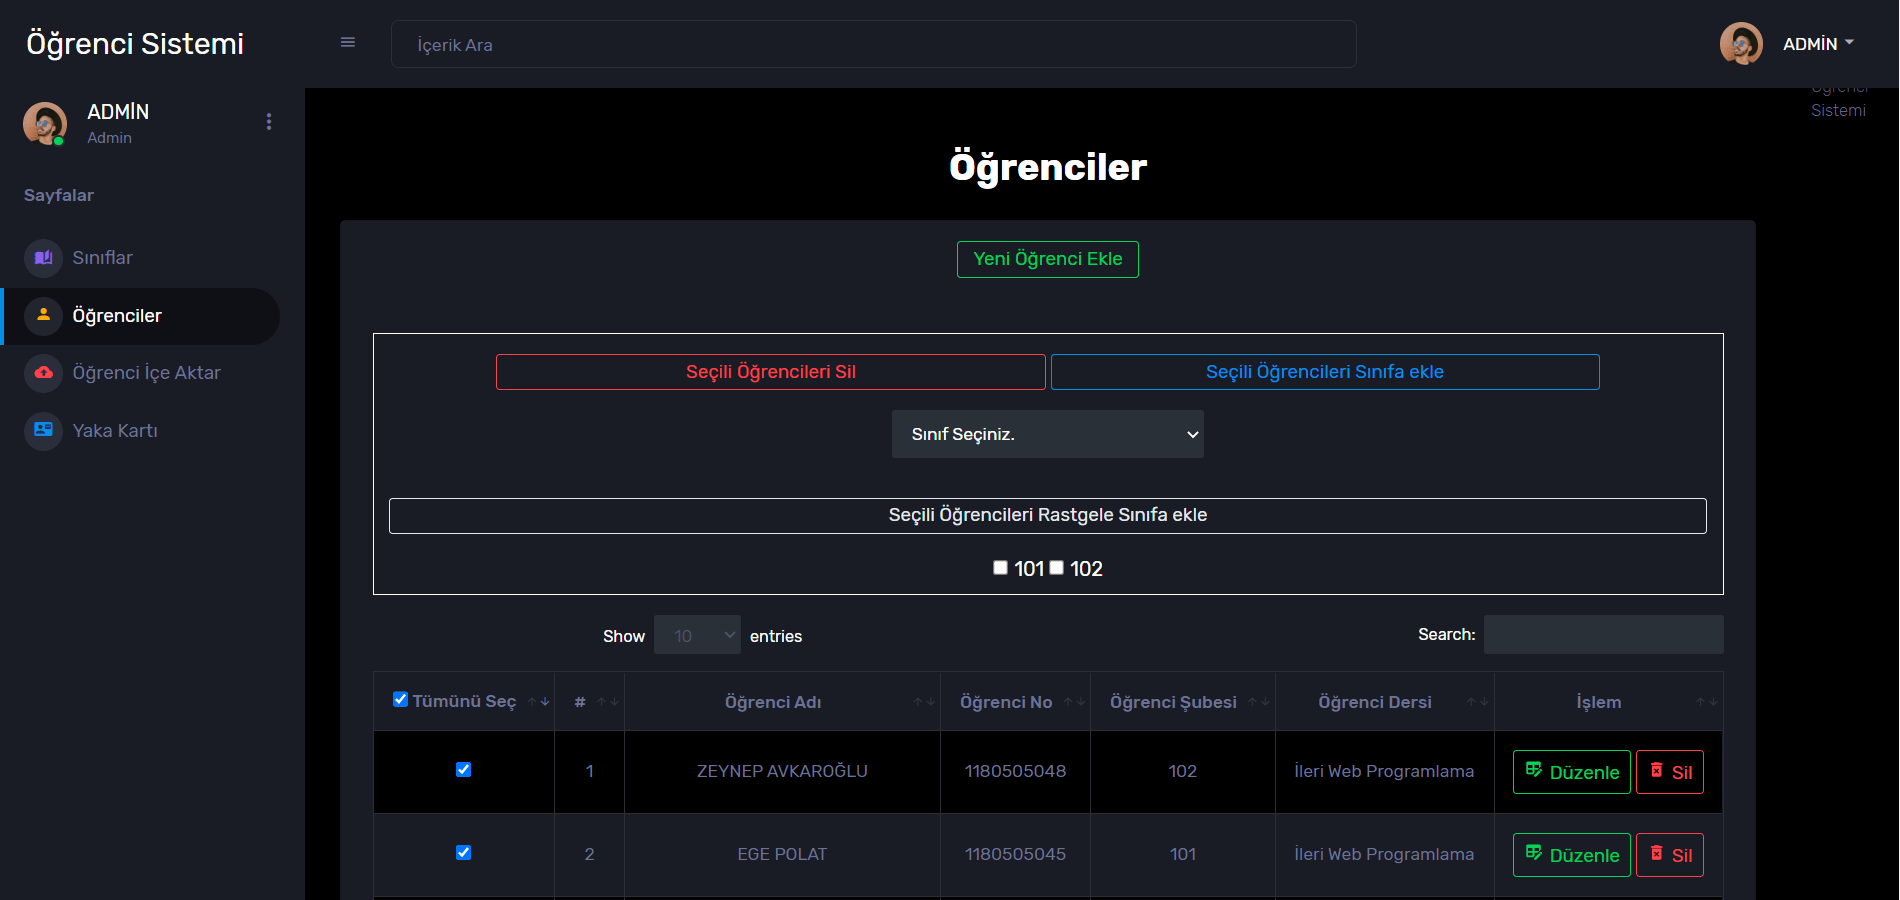 Öğrenci Sistemi
İçerik Ara
ADMİN
ADMİN
Admin
Öğrenci
Sistemi
Sayfalar
Sınıflar
Öğrenciler
Öğrenci İçe Aktar
Yaka Kartı
Öğrenciler
Yeni Öğrenci Ekle
Seçili Öğrencileri Sil
Seçili Öğrencileri Sınıfa ekle
Sınıf Seçiniz.
Seçili Öğrencileri Rastgele Sınıfa ekle
101 102
Show 10 entries
Search:
Tümünü Seç # Öğrenci Adı Öğrenci No Öğrenci Şubesi Öğrenci Dersi İşlem
1 ZEYNEP AVKAROĞLU 1180505048 102 İleri Web Programlama Düzenle Sil
2 EGE POLAT 1180505045 101 İleri Web Programlama Düzenle Sil